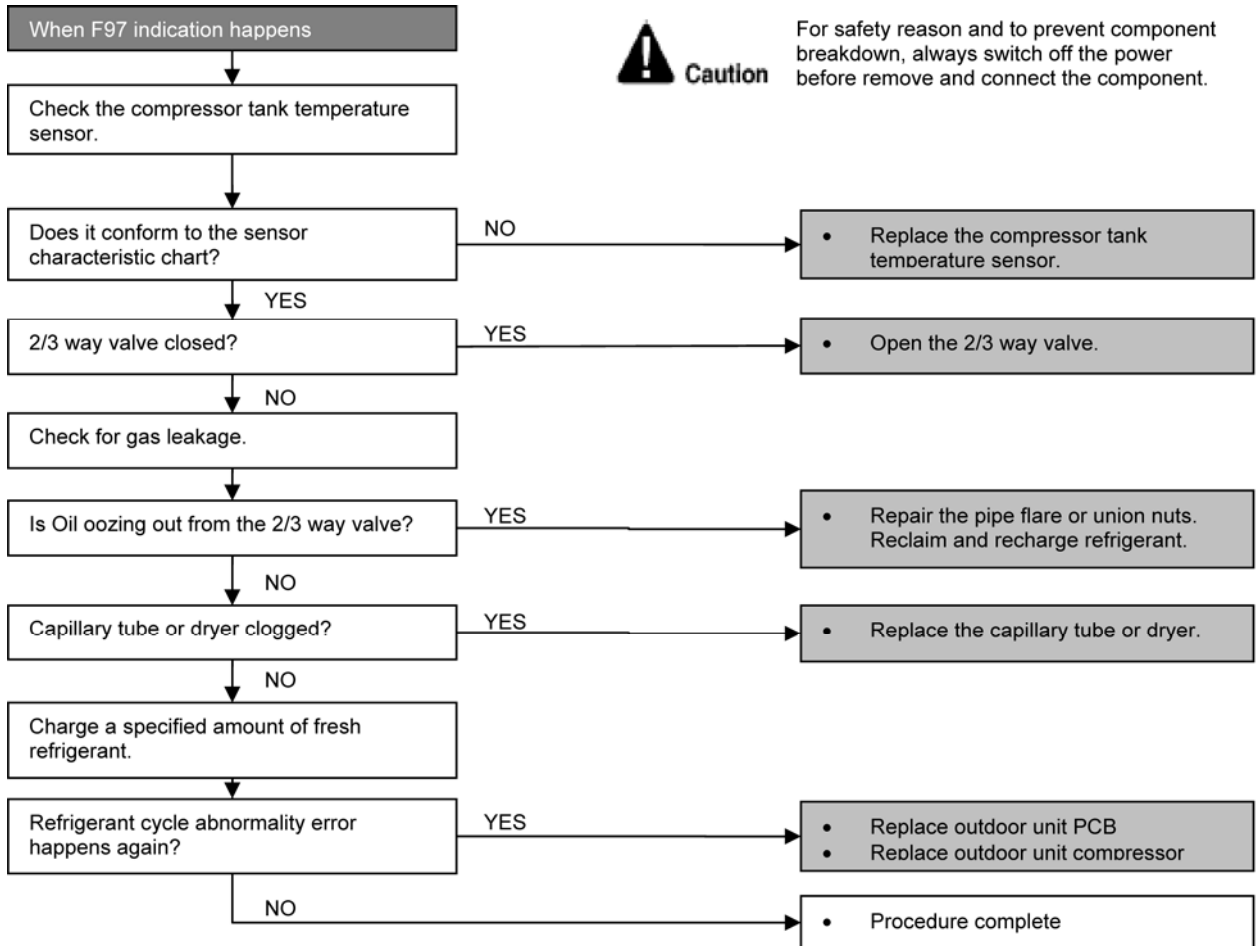 When F97 indication happens
Caution
For safety reason and to prevent component
breakdown, always switch off the power
before remove and connect the component.
Check the compressor tank temperature
sensor.
Does it conform to the sensor
characteristic chart?
NO
• Replace the compressor tank
temperature sensor.
YES
2/3 way valve closed?
YES
• Open the 2/3 way valve.
NO
Check for gas leakage.
Is Oil oozing out from the 2/3 way valve?
YES
• Repair the pipe flare or union nuts.
Reclaim and recharge refrigerant.
NO
Capillary tube or dryer clogged?
YES
• Replace the capillary tube or dryer.
NO
Charge a specified amount of fresh
refrigerant.
Refrigerant cycle abnormality error
happens again?
YES
• Replace outdoor unit PCB
• Replace outdoor unit compressor
NO
• Procedure complete